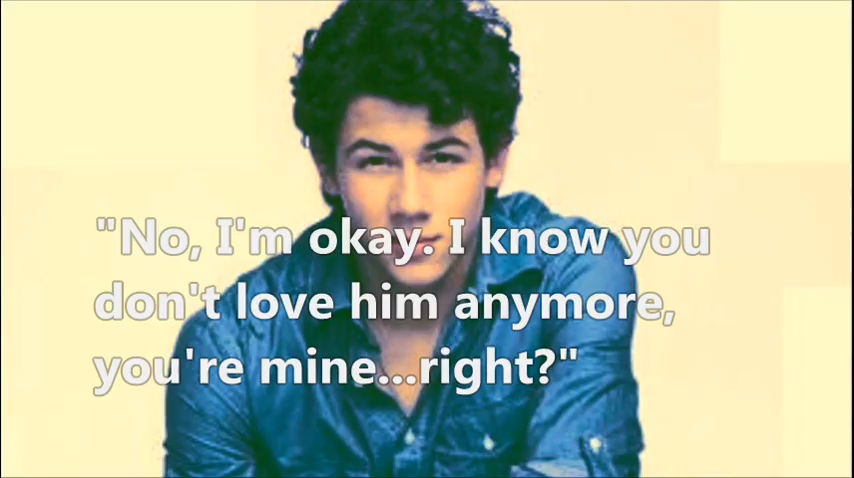 "No, I'm okay. I know you
don't love him anymore,
you're mine...right?"